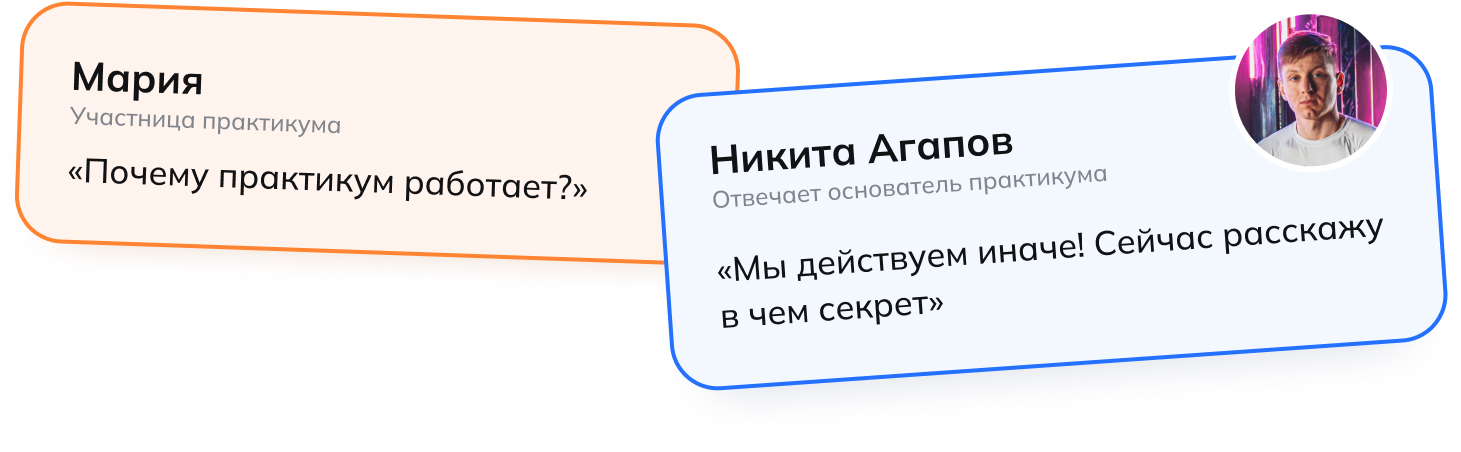 Мария
Участница практикума
«Почему практикум работает?»
Никита Агапов
Отвечает основатель практикума
«Мы действуем иначе! Сейчас расскажу
в чем секрет»